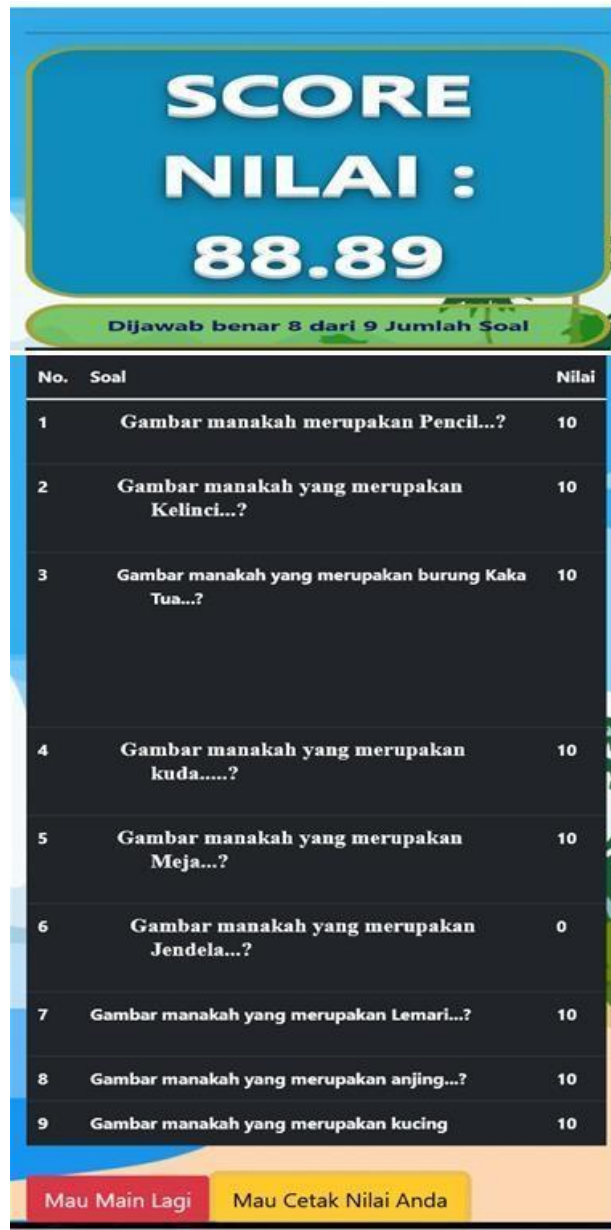 SCORE
NILAI :
88.89
Dijawab benar 8 dari 9 Jumlah Soal
No. Soal Nilai
1 Gambar manakah merupakan Pencil...? 10
2 Gambar manakah yang merupakan 10
Kelinci...?
3 Gambar manakah yang merupakan burung Kaka 10
Tua...?
4 Gambar manakah yang merupakan 10
kuda.....?
5 Gambar manakah yang merupakan 10
Meja...?
6 Gambar manakah yang merupakan 0
Jendela...?
7 Gambar manakah yang merupakan Lemari...? 10
8 Gambar manakah yang merupakan anjing...? 10
9 Gambar manakah yang merupakan kucing 10
Mau Main Lagi Mau Cetak Nilai Anda